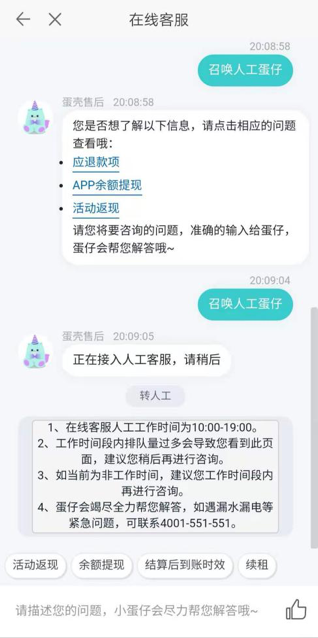 在线客服
20:08:58
召唤人工蛋仔
蛋壳售后 20:08:58
您是否想了解以下信息，请点击相应的问题
查看哦：
应退款项
APP余额提现
活动返现
请您将要咨询的问题，准确的输入给蛋仔，
蛋仔会帮您解答哦~
20:09:04
召唤人工蛋仔
蛋壳售后 20:09:05
正在接入人工客服，请稍后
转人工
1、在线客服人工工作时间为10:00-19:00。
2、工作时间段内排队量过多会导致您看到此页
面，建议您稍后再进行咨询。
3、如当前为非工作时间，建议您工作时间段内
再进行咨询。
4、蛋仔会竭尽全力帮您解答，如遇漏水漏电等
紧急问题，可联系4001-551-551。
活动返现
余额提现
结算后到账时效
续租
请描述您的问题，小蛋仔会尽力帮您解答哦~